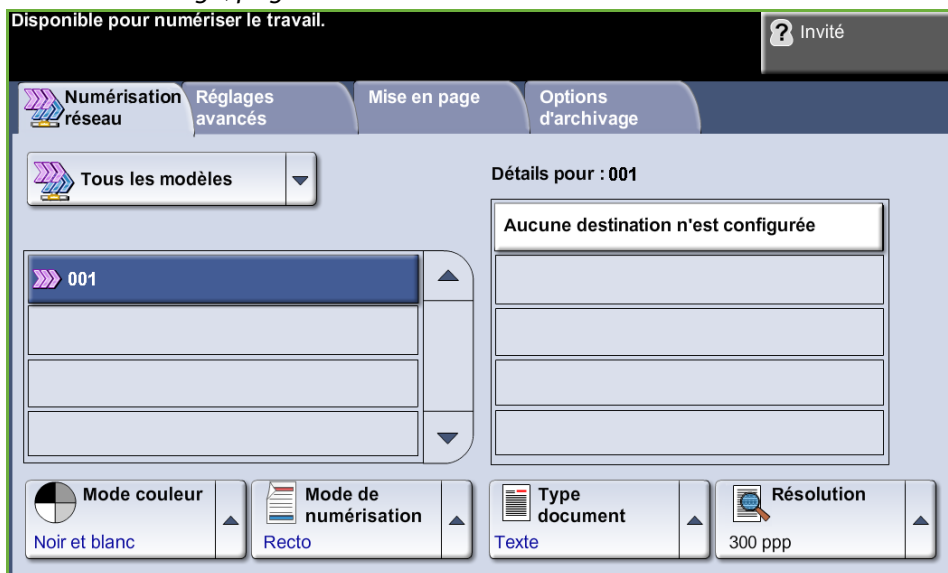 Disponible pour numériser le travail.
? Invité
Numérisation
réseau
Réglages
avancés
Mise en page
Options
d'archivage
Tous les modèles
Détails pour : 001
Aucune destination n'est configurée
001
Mode couleur
Noir et blanc
Mode de
numérisation
Recto
Type
document
Texte
Résolution
300 ppp